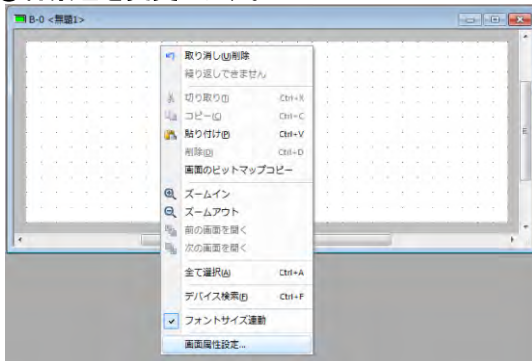 B-0 <無題1>
取り消し(U)削除
繰り返しできません
切り取り(T) Ctrl+X
コピー(C) Ctrl+C
貼り付け(P) Ctrl+V
削除(D) Ctrl+D
画面のビットマップコピー
ズームイン
ズームアウト
前の画面を開く
次の画面を開く
全て選択(A) Ctrl+A
デバイス検索(F) Ctrl+F
フォントサイズ連動
画面属性設定...